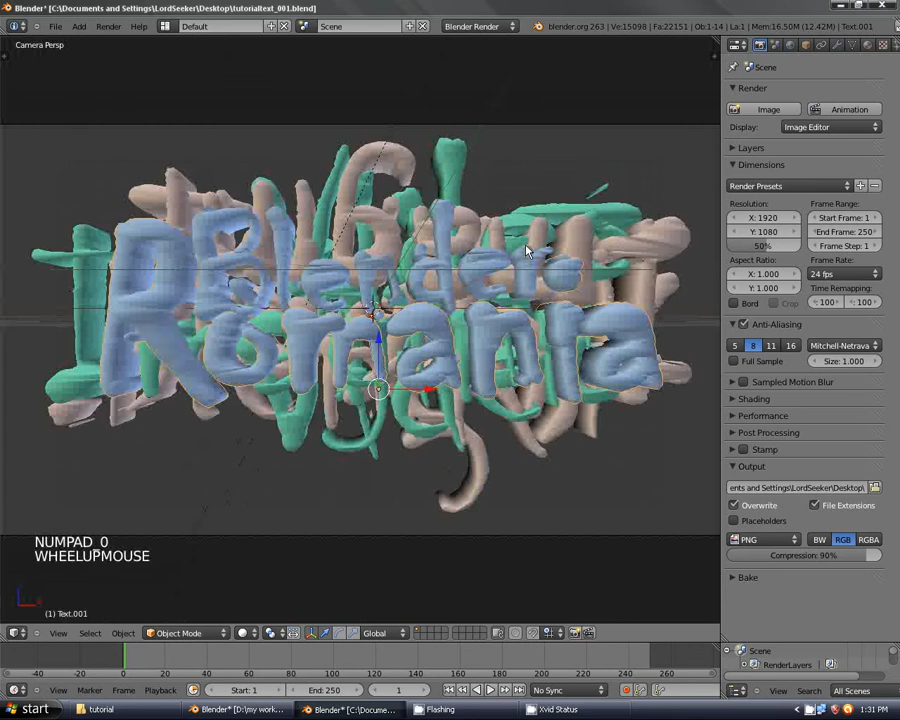 Blender* [C:\Documents and Settings\LordSeeker\Desktop\tutorialtext_001.blend]
File Add Render Help Default Scene Blender Render blender.org 263 | Ve:15098 | Fa:22151 | Ob:1-14 | La:1 | Mem:16.50M (12.42M) | Text.001
Camera Persp
Scene
Render
Image Animation
Display: Image Editor
Layers
Dimensions
Render Presets
Resolution: Frame Range:
X: 1920 Start Frame: 1
Y: 1080 End Frame: 250
50% Frame Step: 1
Aspect Ratio: Frame Rate:
X: 1.000 24 fps
Y: 1.000 Time Remapping:
Bord Crop :100 :100
Anti-Aliasing
5 8 11 16 Mitchell-Netrava
Full Sample Size: 1.000
Sampled Motion Blur
Shading
Performance
Post Processing
Stamp
Output
ents and Settings\LordSeeker\Desktop\
Overwrite File Extensions
Placeholders
PNG BW RGB RGBA
Compression: 90%
Bake
Blender
Romania
NUMPAD_0
WHEELUPMOUSE
(1) Text.001
View Select Object Object Mode Global
Scene
RenderLayers
-40 -20 0 20 40 60 80 100 120 140 160 180 200 220 240 260 280
View Marker Frame Playback Start: 1 End: 250 1 No Sync
View Search All Scenes
start tutorial Blender* [D:\my work... Blender* [C:\Docume... Flashing Xvid Status 1:31 PM